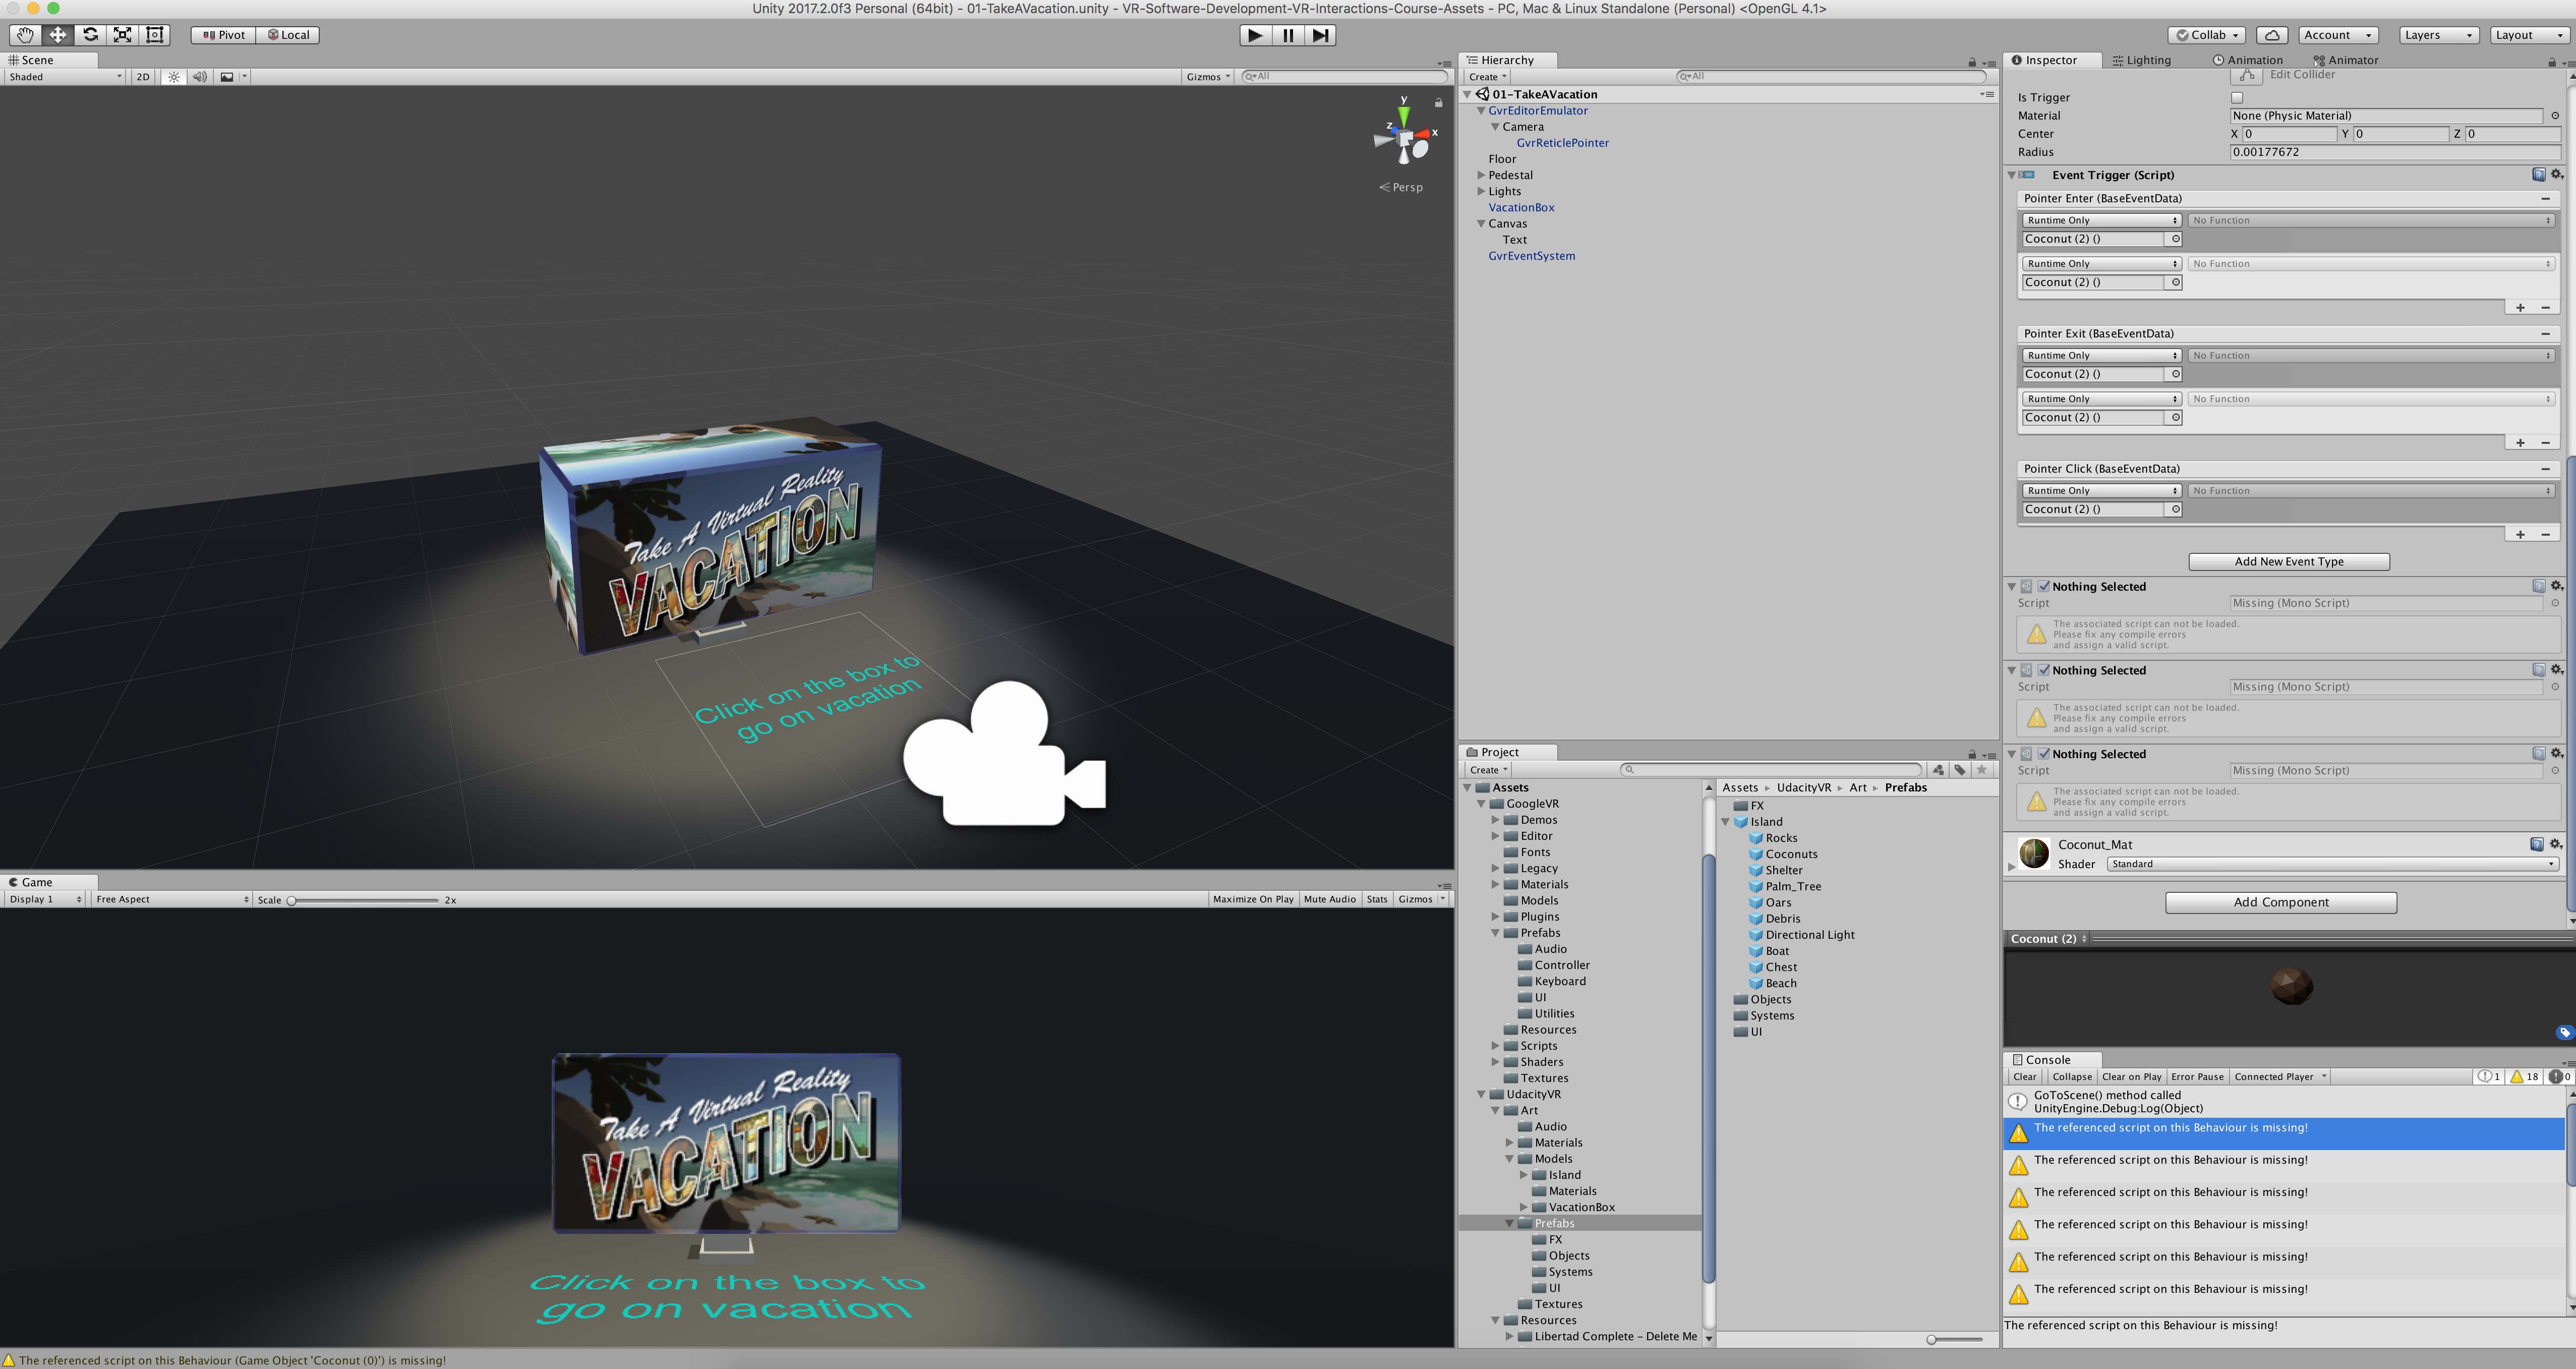 Unity 2017.2.0f3 Personal (64bit) - 01-TakeAVacation.unity - VR-Software-Development-VR-Interactions-Course-Assets - PC, Mac & Linux Standalone (Personal) <OpenGL 4.1>
Pivot Local Collab Account Layers Layout
Scene
Shaded 2D Gizmos All
y
z x
Persp
Take A Virtual Reality
VACATION
Click on the box to
go on vacation
Game
Display 1 Free Aspect Scale 2x Maximize On Play Mute Audio Stats Gizmos
Take A Virtual Reality
VACATION
Click on the box to
go on vacation
The referenced script on this Behaviour (Game Object 'Coconut (0)') is missing!
Hierarchy
Create All
01-TakeAVacation
GvrEditorEmulator
Camera
GvrReticlePointer
Floor
Pedestal
Lights
VacationBox
Canvas
Text
GvrEventSystem
Project
Create
Assets
GoogleVR
Demos
Editor
Fonts
Legacy
Materials
Models
Plugins
Prefabs
Audio
Controller
Keyboard
UI
Utilities
Resources
Scripts
Shaders
Textures
UdacityVR
Art
Audio
Materials
Models
Island
Materials
VacationBox
Prefabs
FX
Objects
Systems
UI
Textures
Resources
Libertad Complete - Delete Me
Assets UdacityVR Art Prefabs
FX
Island
Rocks
Coconuts
Shelter
Palm_Tree
Oars
Debris
Directional Light
Boat
Chest
Beach
Objects
Systems
UI
Inspector Lighting Animation Animator
Edit Collider
Is Trigger
Material None (Physic Material)
Center X 0 Y 0 Z 0
Radius 0.00177672
Event Trigger (Script)
Pointer Enter (BaseEventData)
Runtime Only No Function
Coconut (2) ()
Runtime Only No Function
Coconut (2) ()
Pointer Exit (BaseEventData)
Runtime Only No Function
Coconut (2) ()
Runtime Only No Function
Coconut (2) ()
Pointer Click (BaseEventData)
Runtime Only No Function
Coconut (2) ()
Add New Event Type
Nothing Selected
Script Missing (Mono Script)
The associated script can not be loaded.
Please fix any compile errors
and assign a valid script.
Nothing Selected
Script Missing (Mono Script)
The associated script can not be loaded.
Please fix any compile errors
and assign a valid script.
Nothing Selected
Script Missing (Mono Script)
The associated script can not be loaded.
Please fix any compile errors
and assign a valid script.
Coconut_Mat
Shader Standard
Add Component
Coconut (2)
Console
Clear Collapse Clear on Play Error Pause Connected Player 1 18 0
GoToScene() method called
UnityEngine.Debug:Log(Object)
The referenced script on this Behaviour is missing!
The referenced script on this Behaviour is missing!
The referenced script on this Behaviour is missing!
The referenced script on this Behaviour is missing!
The referenced script on this Behaviour is missing!
The referenced script on this Behaviour is missing!
The referenced script on this Behaviour is missing!